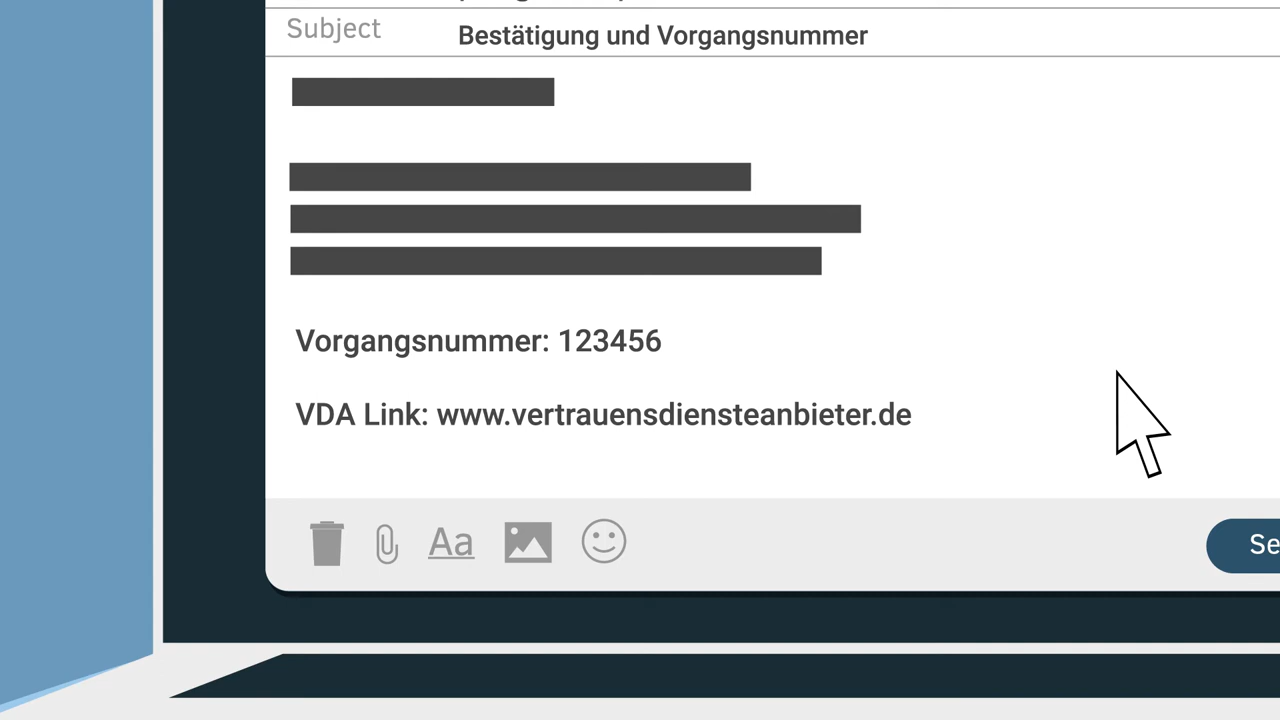 Subject
Bestätigung und Vorgangsnummer
Vorgangsnummer: 123456
VDA Link: www.vertrauensdiensteanbieter.de
Aa